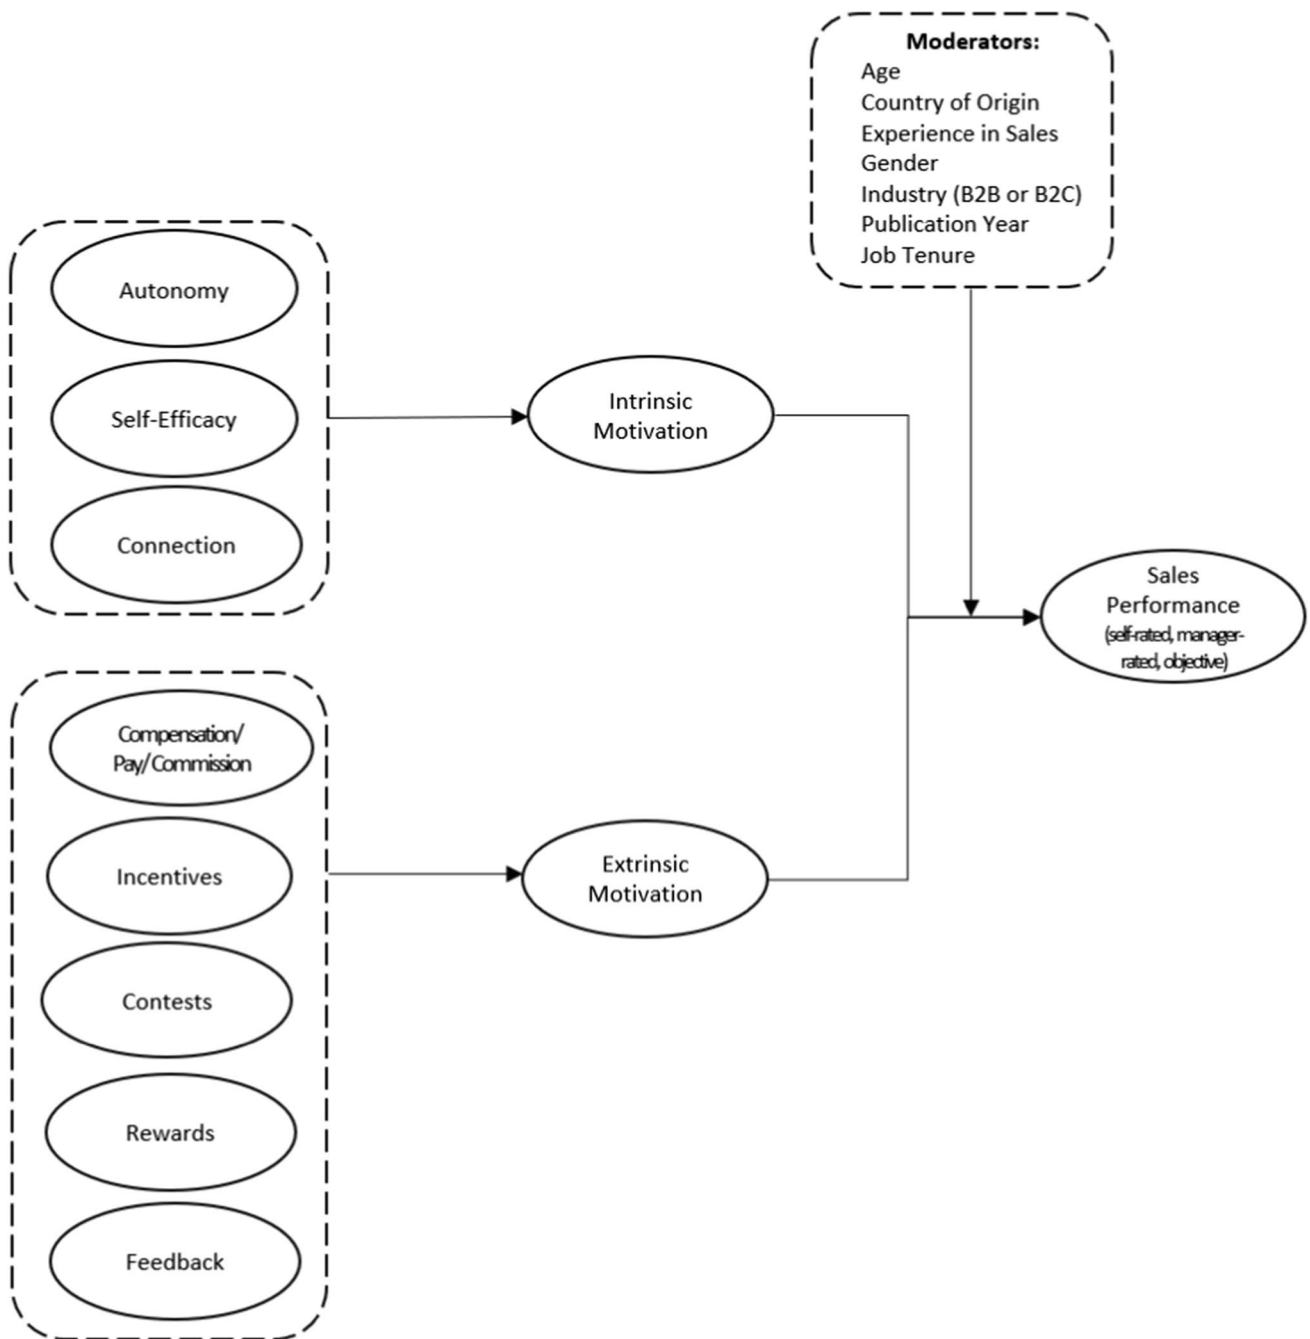 Moderators:
Age
Country of Origin
Experience in Sales
Gender
Industry (B2B or B2C)
Publication Year
Job Tenure
Autonomy
Self-Efficacy
Connection
Intrinsic
Motivation
Sales
Performance
(self-rated, manager-
rated, objective)
Compensation/
Pay/Commission
Incentives
Contests
Rewards
Feedback
Extrinsic
Motivation